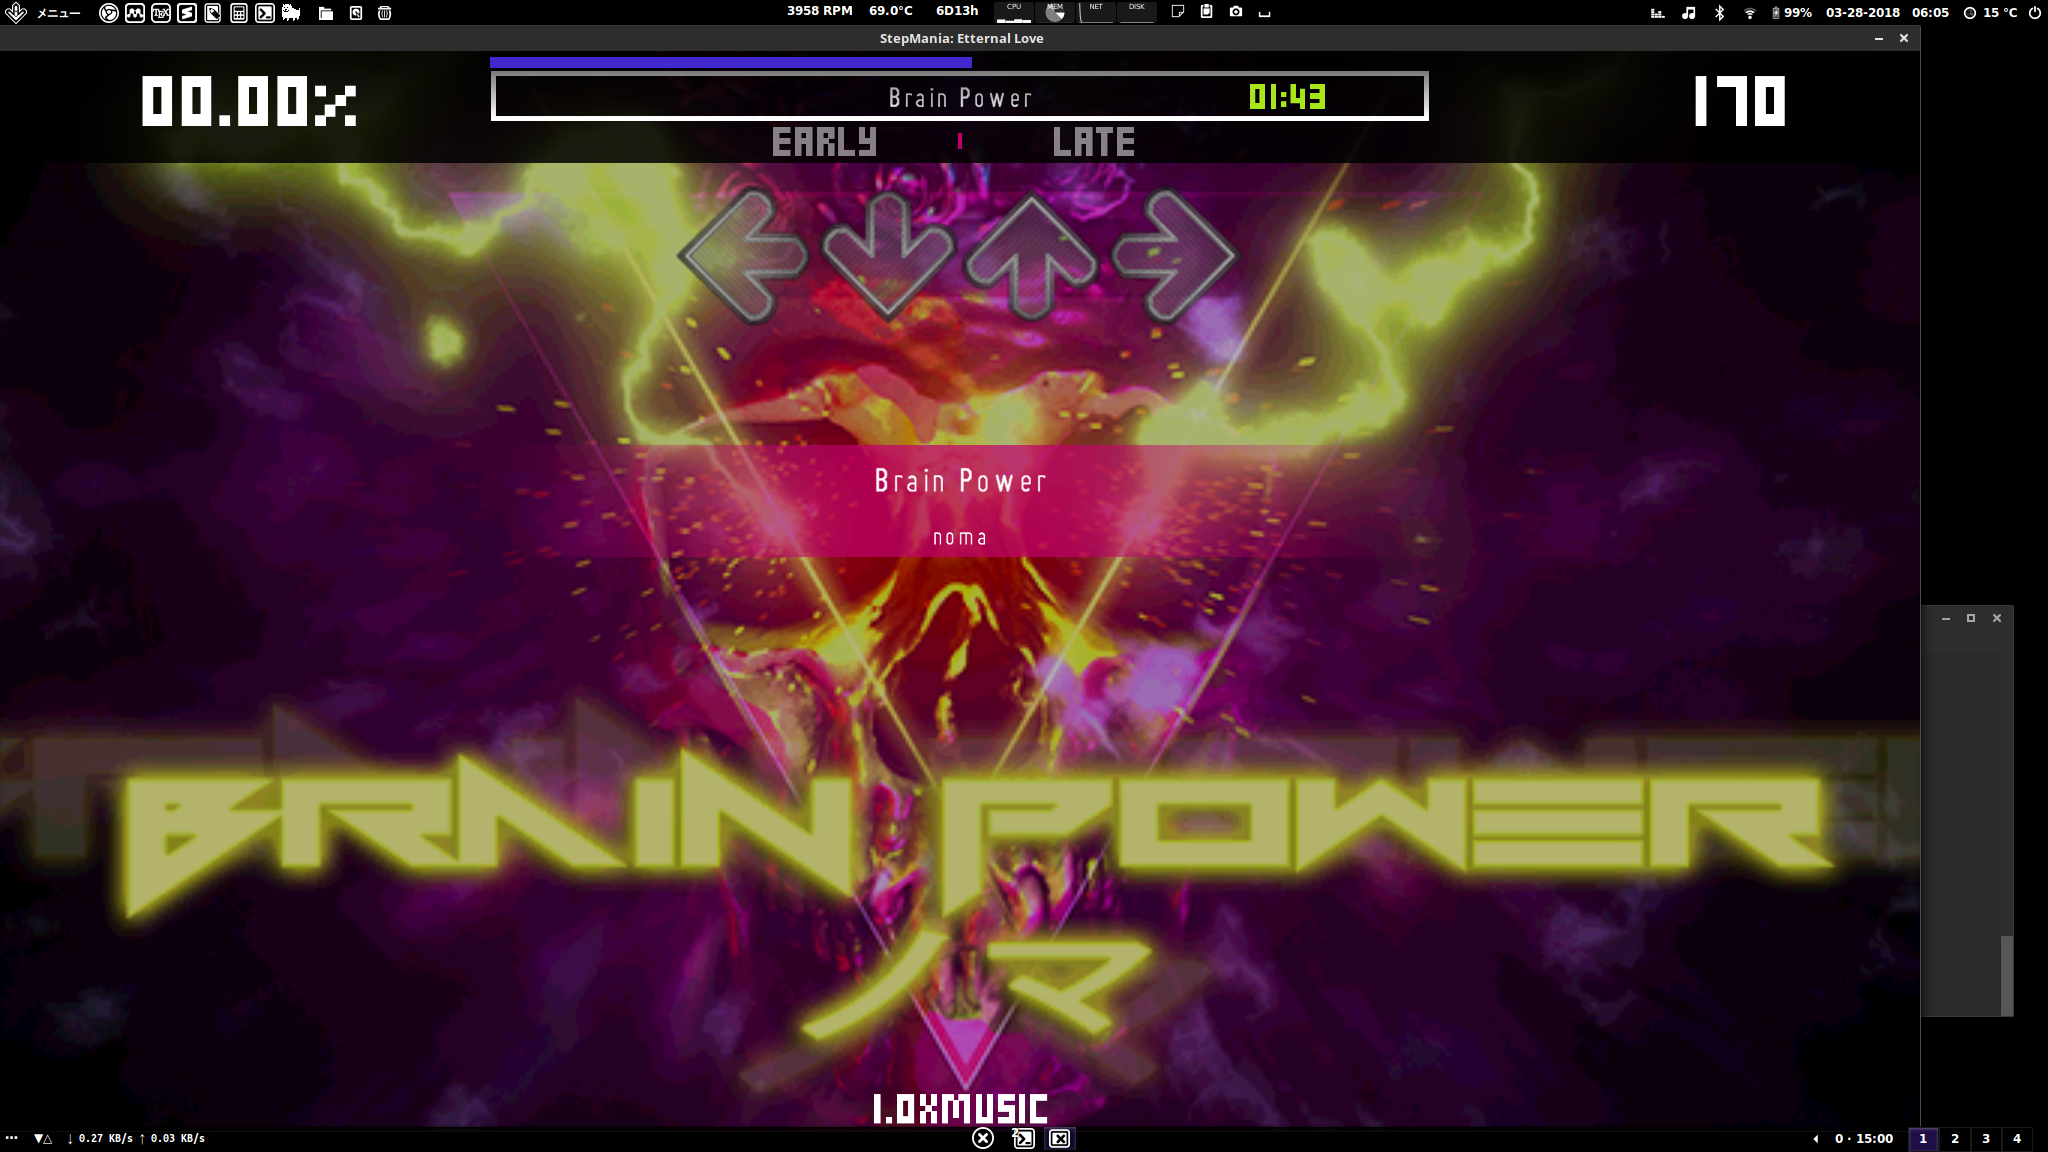 メニュー
3958 RPM 69.0°C 6D13h CPU MEM NET DISK
99% 03-28-2018 06:05 15 °C
StepMania: Etternal Love
00.00%
Brain Power 01:43
170
EARLY LATE
Brain Power
noma
BRAIN POWER
ノマ
1.0XMUSIC
↓ 0.27 KB/s ↑ 0.03 KB/s
2
0 · 15:00 1 2 3 4